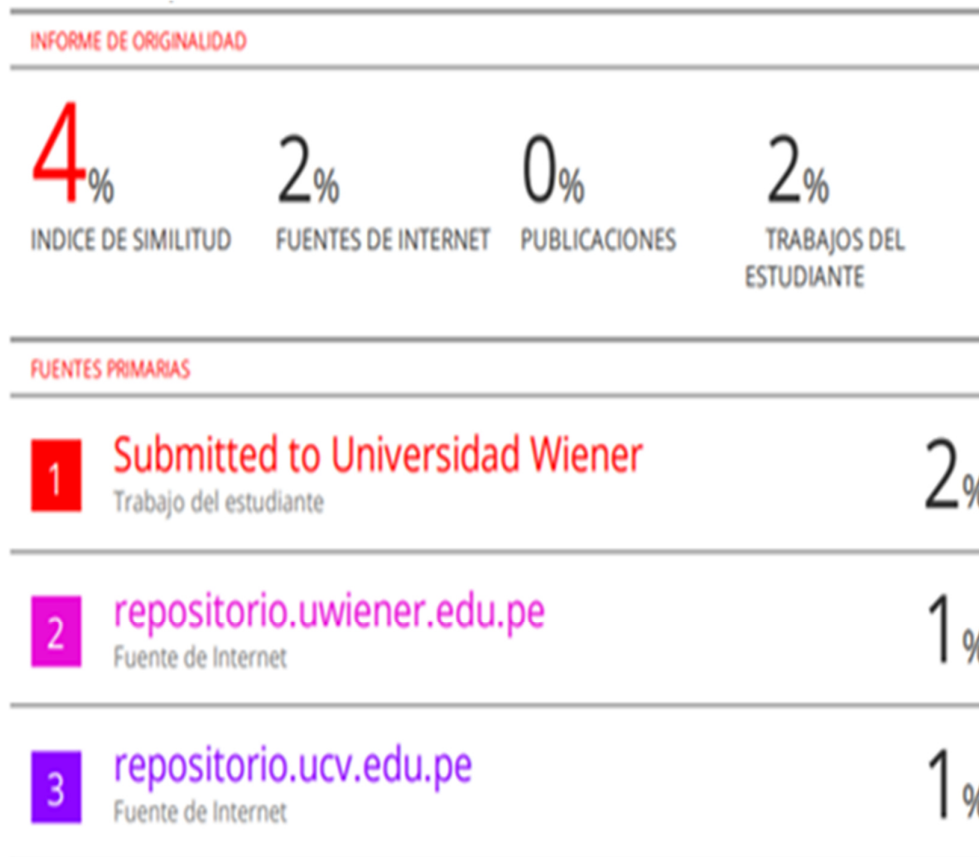 INFORME DE ORIGINALIDAD
4% 2% 0% 2%
INDICE DE SIMILITUD FUENTES DE INTERNET PUBLICACIONES TRABAJOS DEL
ESTUDIANTE
FUENTES PRIMARIAS
1 Submitted to Universidad Wiener 2%
Trabajo del estudiante
2 repositorio.uwiener.edu.pe 1%
Fuente de Internet
3 repositorio.ucv.edu.pe 1%
Fuente de Internet